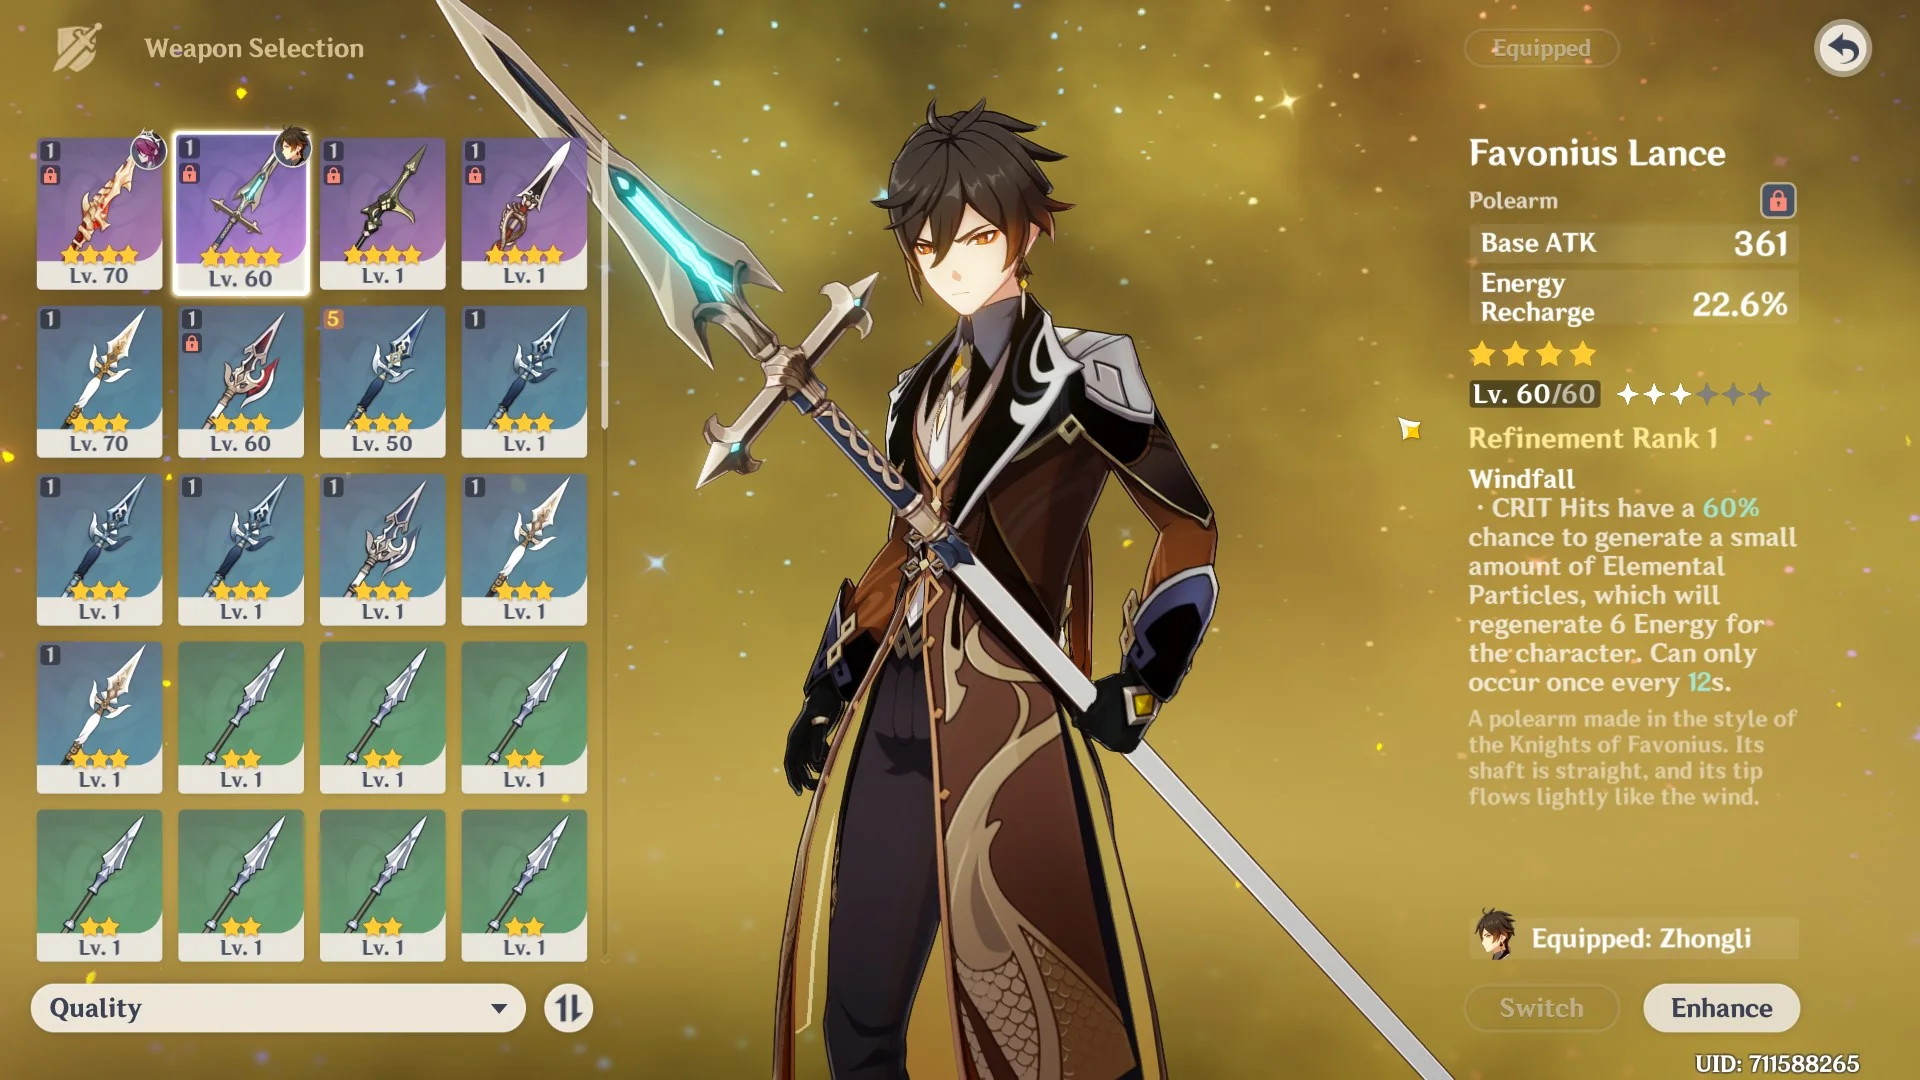 Weapon Selection
Equipped
1
1
1
1
Lv. 70
Lv. 60
Lv. 1
Lv. 1
1
1
5
1
Lv. 70
Lv. 60
Lv. 50
Lv. 1
1
1
1
1
Lv. 1
Lv. 1
Lv. 1
Lv. 1
1
Lv. 1
Lv. 1
Lv. 1
Lv. 1
Lv. 1
Lv. 1
Lv. 1
Lv. 1
Quality
Favonius Lance
Polearm
Base ATK 361
Energy
Recharge 22.6%
Lv. 60/60
Refinement Rank 1
Windfall
· CRIT Hits have a 60%
chance to generate a small
amount of Elemental
Particles, which will
regenerate 6 Energy for
the character. Can only
occur once every 12s.
A polearm made in the style of
the Knights of Favonius. Its
shaft is straight, and its tip
flows lightly like the wind.
Equipped: Zhongli
Switch
Enhance
UID: 711588265